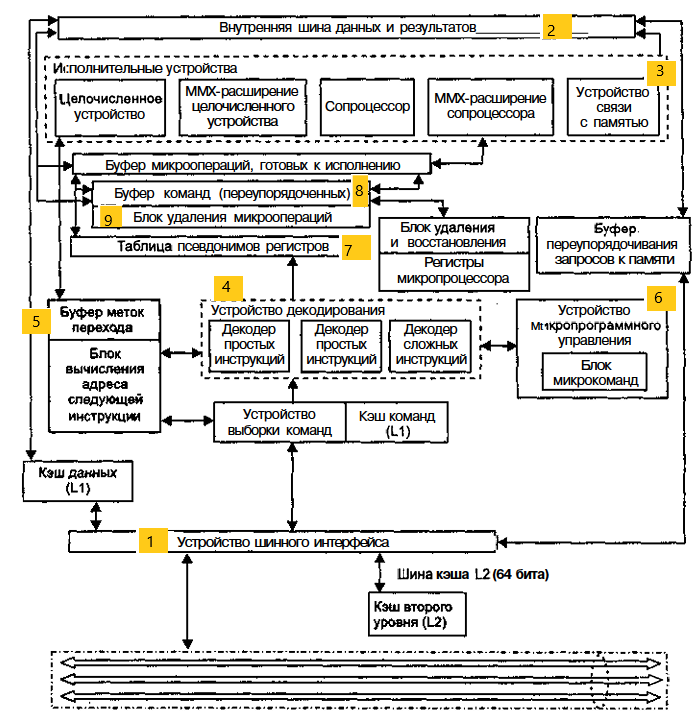 Внутренняя шина данных и результатов
2
Исполнительные устройства
3
Целочисленное
устройство
ММХ-расширение
целочисленного
устройства
Сопроцессор
ММХ-расширение
сопроцессора
Устройство
связи
с памятью
Буфер микроопераций, готовых к исполнению
Буфер команд (переупорядоченных)
8
9
Блок удаления микроопераций
Таблица псевдонимов регистров
7
Блок удаления
и восстановления
Регистры
микропроцессора
Буфер
переупорядочивания
запросов к памяти
4
Устройство декодирования
Декодер
простых
инструкций
Декодер
простых
инструкций
Декодер
сложных
инструкций
5
Буфер меток
перехода
Блок
вычисления
адреса
следующей
инструкции
6
Устройство
микропрограммного
управления
Блок
микрокоманд
Устройство
выборки команд
Кэш команд
(L1)
Кэш данных
(L1)
1
Устройство шинного интерфейса
Шина кэша L2 (64 бита)
Кэш второго
уровня (L2)